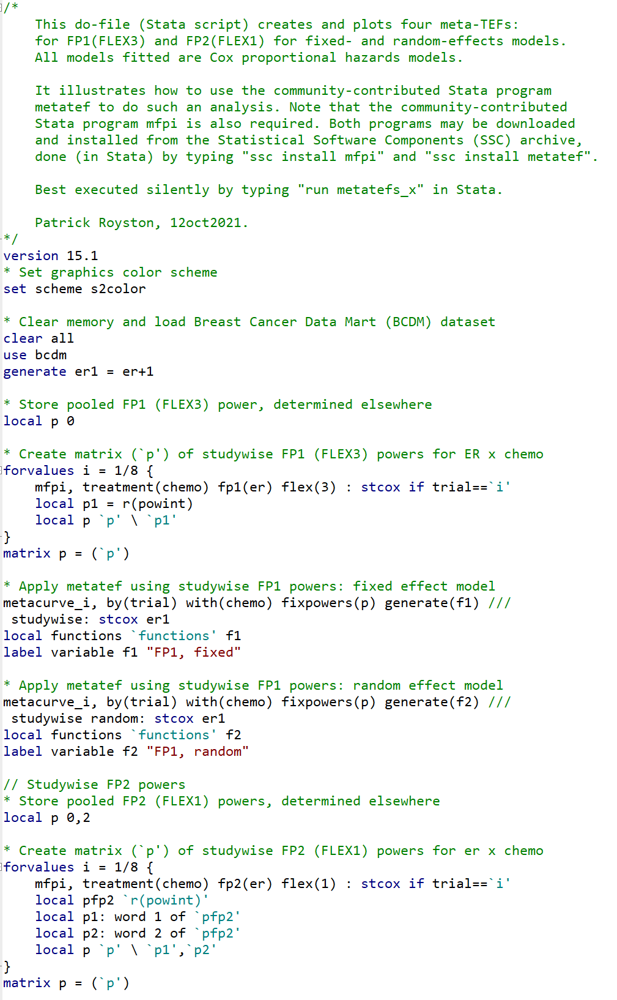 /*
    This do-file (Stata script) creates and plots four meta-TEFs:
    for FP1(FLEX3) and FP2(FLEX1) for fixed- and random-effects models.
    All models fitted are Cox proportional hazards models.

    It illustrates how to use the community-contributed Stata program
    metatef to do such an analysis. Note that the community-contributed
    Stata program mfpi is also required. Both programs may be downloaded
    and installed from the Statistical Software Components (SSC) archive,
    done (in Stata) by typing "ssc install mfpi" and "ssc install metatef".

    Best executed silently by typing "run metatefs_x" in Stata.

    Patrick Royston, 12oct2021.
*/
version 15.1
* Set graphics color scheme
set scheme s2color

* Clear memory and load Breast Cancer Data Mart (BCDM) dataset
clear all
use bcdm
generate er1 = er+1

* Store pooled FP1 (FLEX3) power, determined elsewhere
local p 0

* Create matrix (`p') of studywise FP1 (FLEX3) powers for ER x chemo
forvalues i = 1/8 {
    mfpi, treatment(chemo) fp1(er) flex(3) : stcox if trial==`i'
    local p1 = r(powint)
    local p `p' \ `p1'
}
matrix p = (`p')

* Apply metatef using studywise FP1 powers: fixed effect model
metacurve_i, by(trial) with(chemo) fixpowers(p) generate(f1) ///
 studywise: stcox er1
local functions `functions' f1
label variable f1 "FP1, fixed"

* Apply metatef using studywise FP1 powers: random effect model
metacurve_i, by(trial) with(chemo) fixpowers(p) generate(f2) ///
 studywise random: stcox er1
local functions `functions' f2
label variable f2 "FP1, random"

// Studywise FP2 powers
* Store pooled FP2 (FLEX1) powers, determined elsewhere
local p 0,2

* Create matrix (`p') of studywise FP2 (FLEX1) powers for er x chemo
forvalues i = 1/8 {
    mfpi, treatment(chemo) fp2(er) flex(1) : stcox if trial==`i'
    local pfp2 `r(powint)'
    local p1: word 1 of `pfp2'
    local p2: word 2 of `pfp2'
    local p `p' \ `p1',`p2'
}
matrix p = (`p')